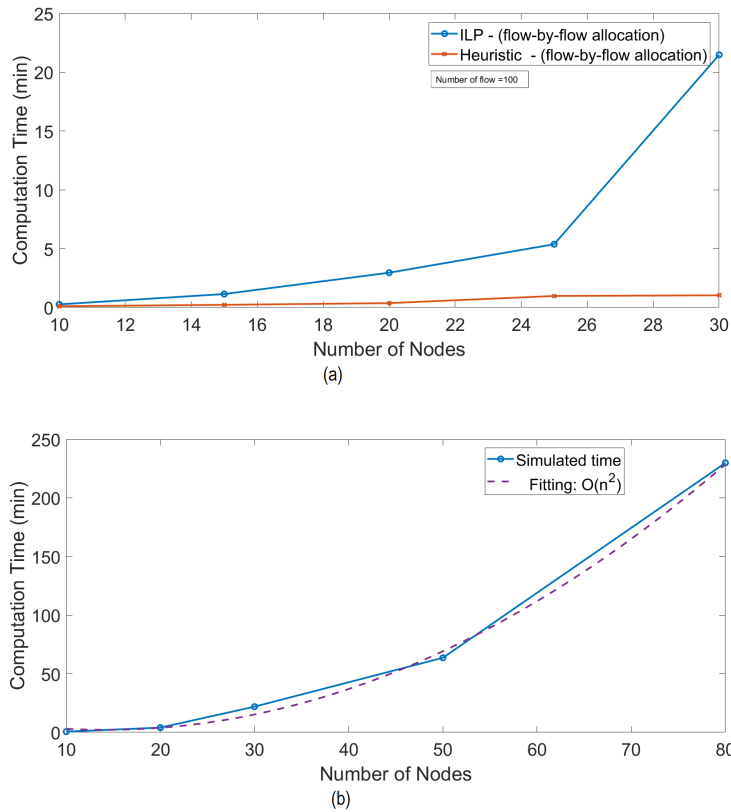 25
20
15
10
5
0
Computation Time (min)
ILP - (flow-by-flow allocation)
Heuristic - (flow-by-flow allocation)
Number of flow =100
10 12 14 16 18 20 22 24 26 28 30
Number of Nodes
(a)
250
200
150
100
50
0
Computation Time (min)
Simulated time
Fitting: O(n²)
10 20 30 40 50 60 70 80
Number of Nodes
(b)